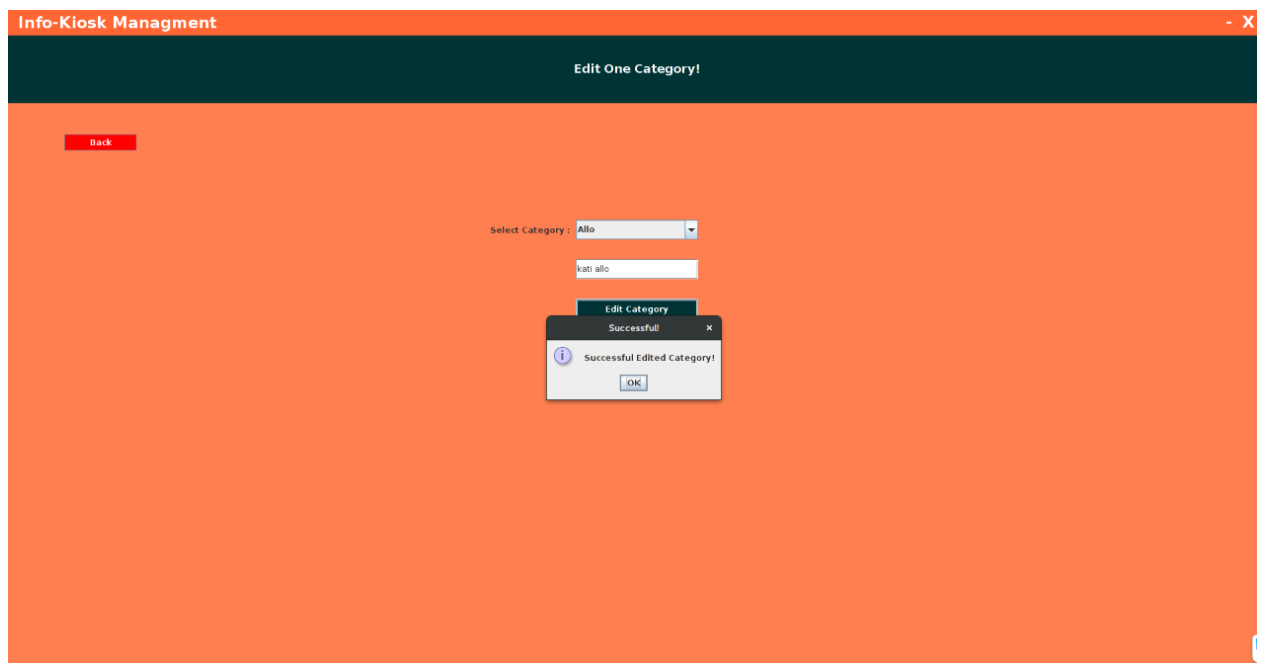 Info-Kiosk Managment - X
Edit One Category!
Back
Select Category : Allo
kati allo
Edit Category
Successful! ×
i Successful Edited Category!
OK